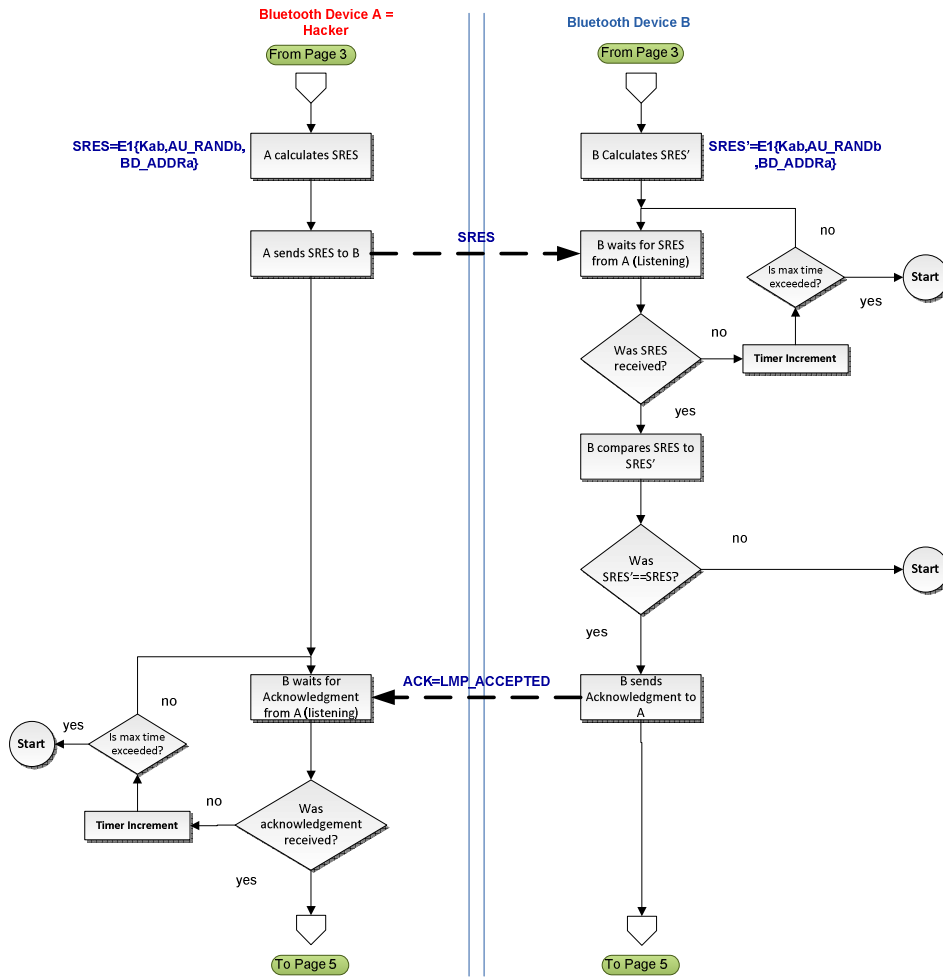 Bluetooth Device A =
Hacker
Bluetooth Device B
From Page 3
From Page 3
SRES=E1{Kab,AU_RANDb,
BD_ADDRa}
A calculates SRES
B Calculates SRES’
SRES’=E1{Kab,AU_RANDb
,BD_ADDRa}
A sends SRES to B
SRES
B waits for SRES
from A (Listening)
no
Is max time
exceeded?
yes
Start
Was SRES
received?
no
Timer Increment
yes
B compares SRES to
SRES’
Was
SRES’==SRES?
no
Start
yes
B waits for
Acknowledgment
from A (listening)
ACK=LMP_ACCEPTED
B sends
Acknowledgment to
A
no
yes
Start
Is max time
exceeded?
Timer Increment
no
Was
acknowledgement
received?
yes
To Page 5
To Page 5